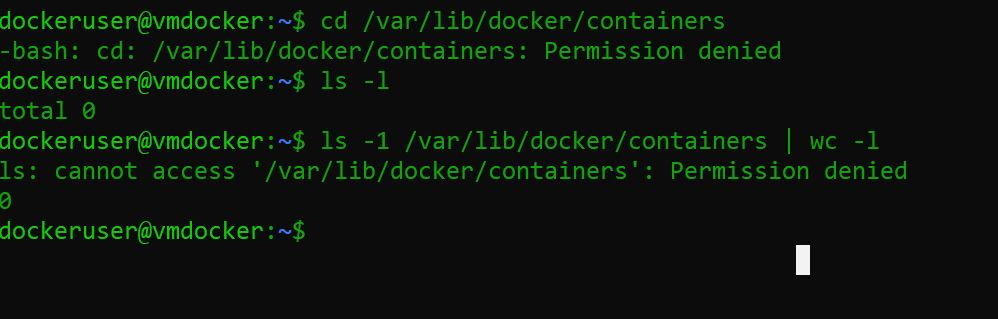 dockeruser@vmdocker:~$ cd /var/lib/docker/containers
-bash: cd: /var/lib/docker/containers: Permission denied
dockeruser@vmdocker:~$ ls -l
total 0
dockeruser@vmdocker:~$ ls -1 /var/lib/docker/containers | wc -l
ls: cannot access '/var/lib/docker/containers': Permission denied
0
dockeruser@vmdocker:~$